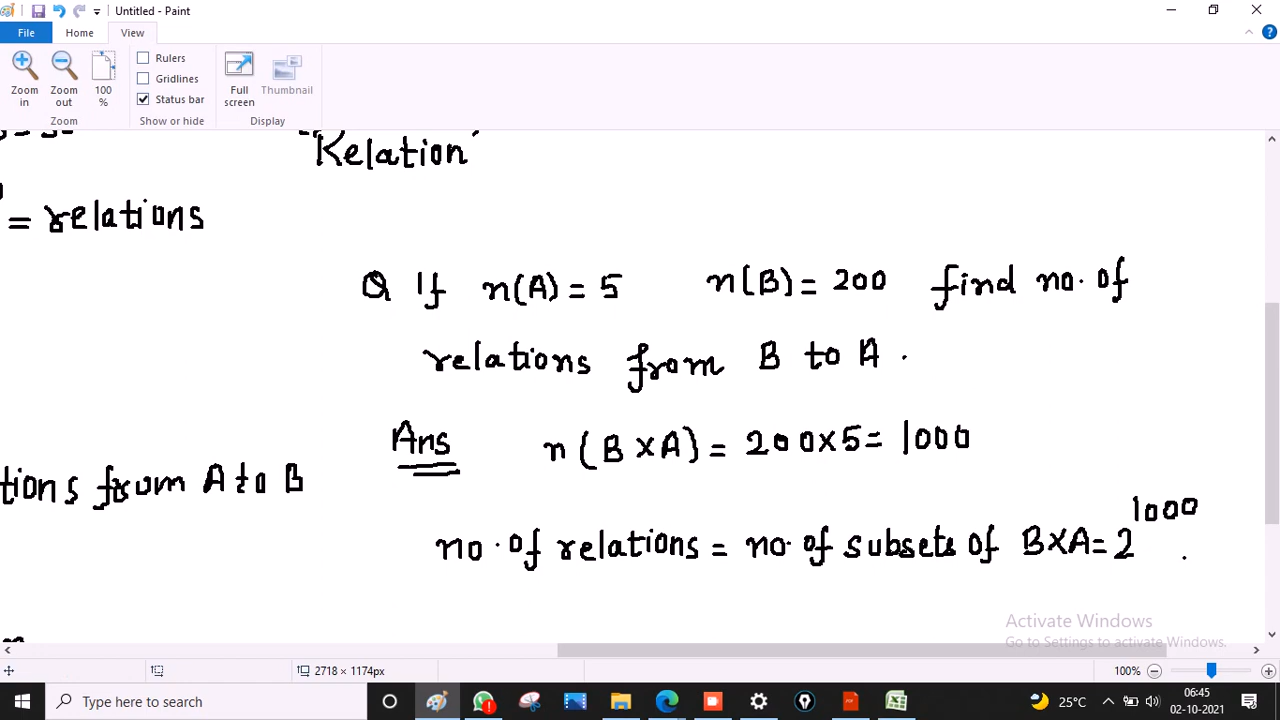 Untitled - Paint
File Home View
Zoom in Zoom out 100 % Rulers Gridlines Status bar Full screen Thumbnail
Zoom Show or hide Display
Relation
= relations
Q If n(A) = 5 n(B) = 200 find no. of
relations from B to A .
Ans n(B×A) = 200×5 = 1000
from A to B
no. of relations = no. of subsets of B×A = 2^1000 .
Activate Windows
Go to Settings to activate Windows.
2718 × 1174px 100%
Type here to search 25°C 06:45
02-10-2021